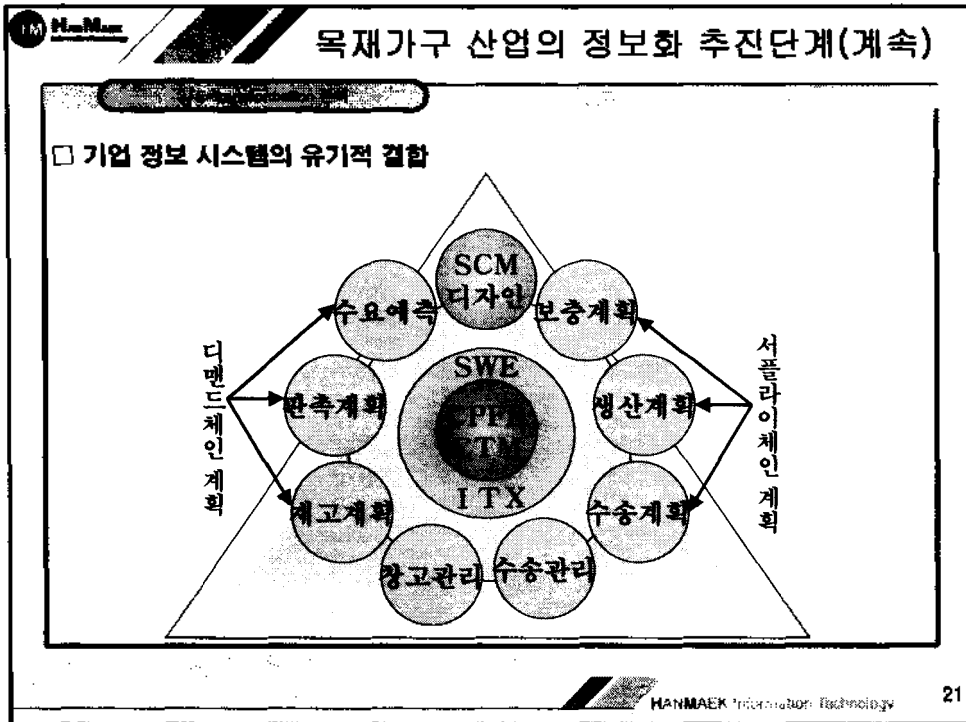 HANMAEK
목재가구 산업의 정보화 추진단계(계속)
□ 기업 정보 시스템의 유기적 결합
SCM
디자인
수요예측
보충계획
디맨드체인 계획
서플라이체인 계획
SWE
판촉계획
생산계획
ITX
재고계획
수송계획
창고관리
수송관리
HANMAEK Information Technology
21